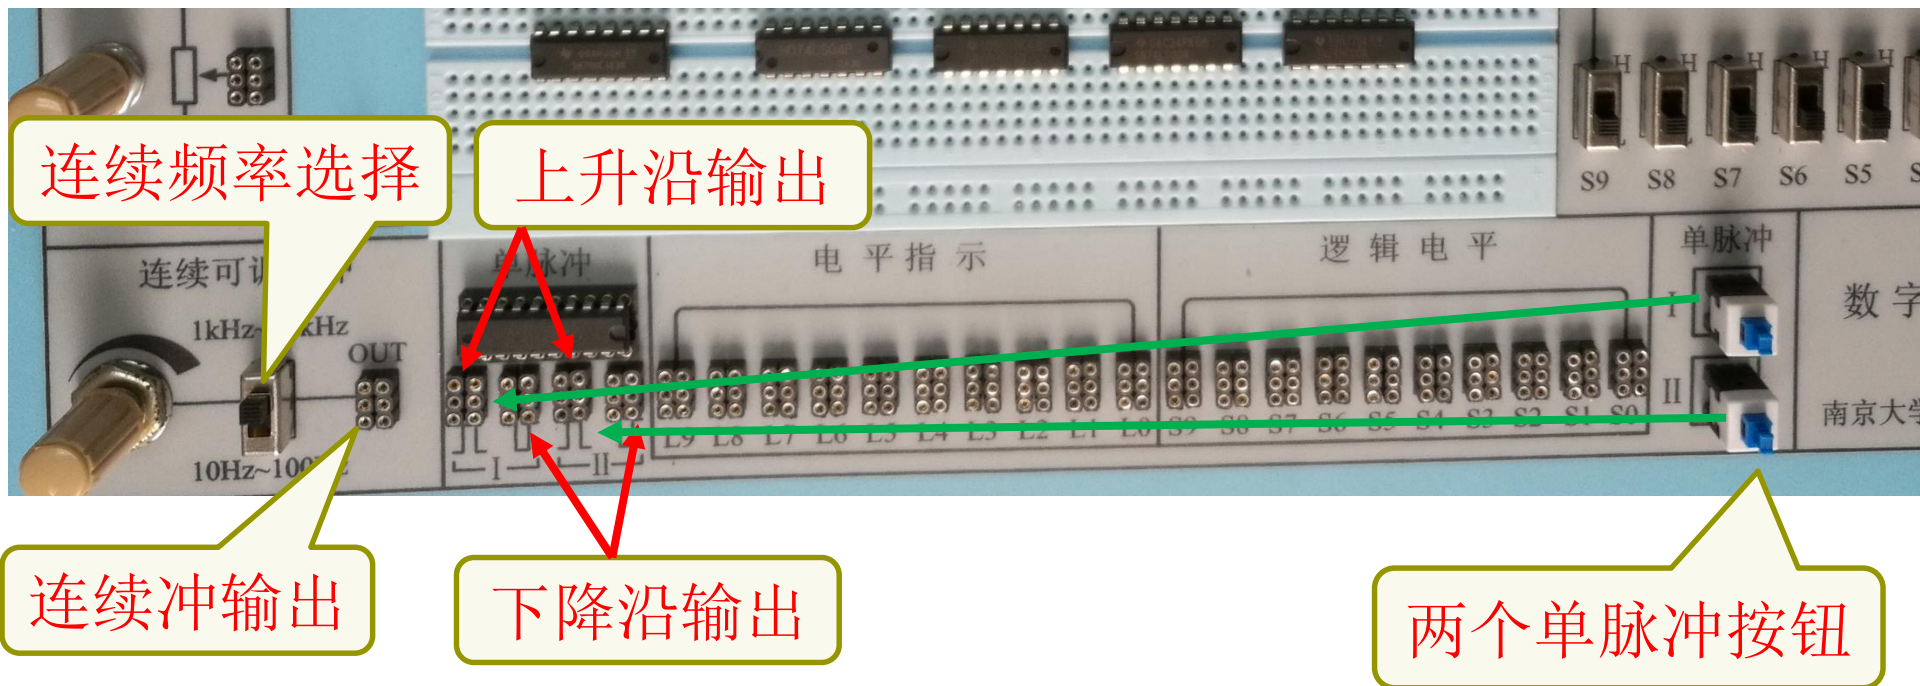 H H H H H
连续频率选择
上升沿输出
S9 S8 S7 S6 S5
连续可
单脉冲
电平指示
逻辑电平
单脉冲
1kHz~
kHz
OUT
I
数字
II
L9 L8 L7 L6 L5 L4 L3 L2 L1 L0 S9 S8 S7 S6 S5 S4 S3 S2 S1 S0
南京大学
10Hz~100Hz
I II
连续冲输出
下降沿输出
两个单脉冲按钮